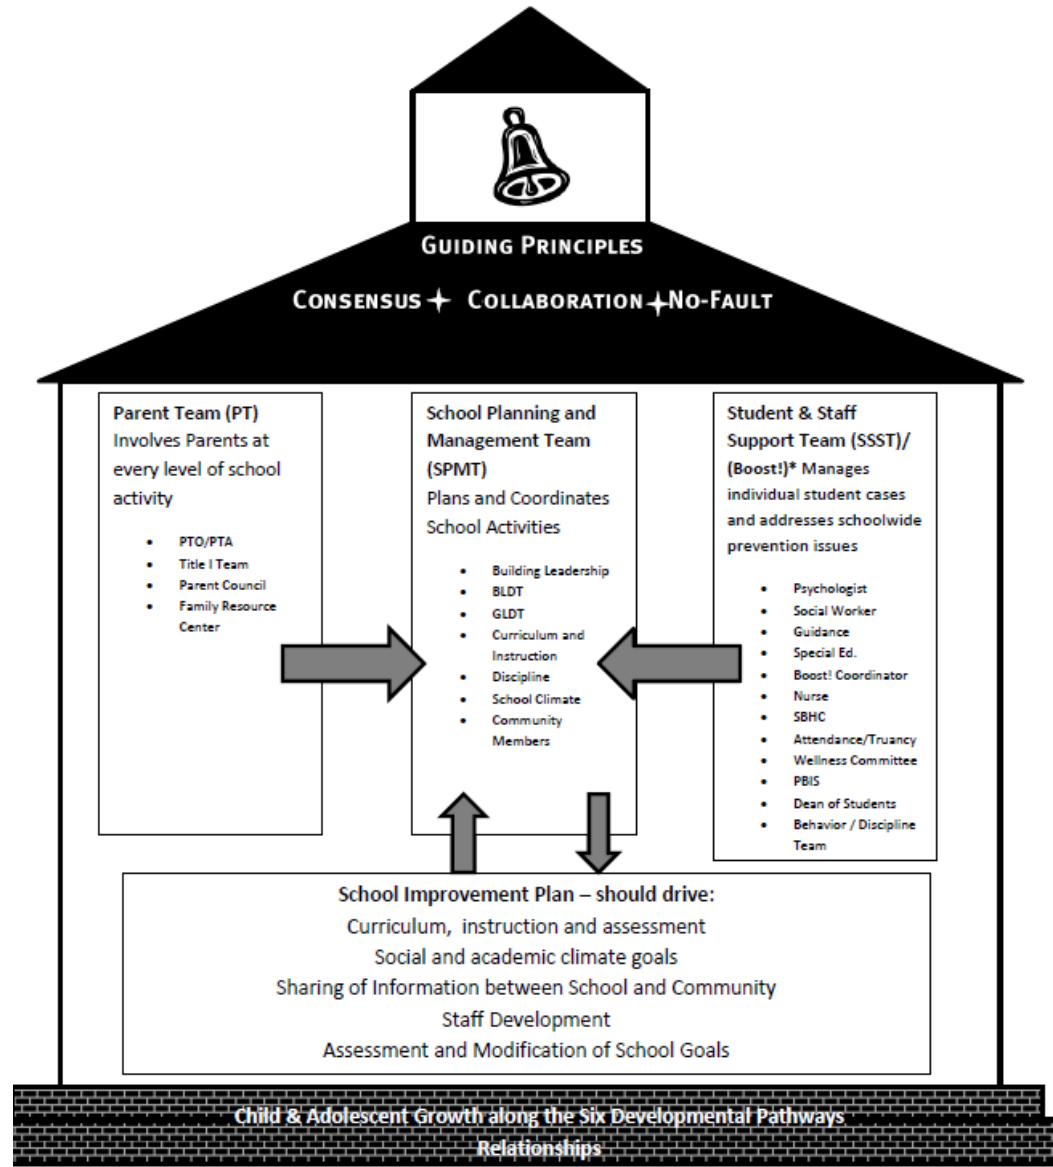 GUIDING PRINCIPLES
CONSENSUS COLLABORATION NO-FAULT
Parent Team (PT)
Involves Parents at
every level of school
activity
• PTO/PTA
• Title I Team
• Parent Council
• Family Resource
Center
School Planning and
Management Team
(SPMT)
Plans and Coordinates
School Activities
• Building Leadership
• BLDT
• GLDT
• Curriculum and
Instruction
• Discipline
• School Climate
• Community
Members
Student & Staff
Support Team (SSST)/
(Boost!)* Manages
individual student cases
and addresses schoolwide
prevention issues
• Psychologist
• Social Worker
• Guidance
• Special Ed.
• Boost! Coordinator
• Nurse
• SBHC
• Attendance/Truancy
• Wellness Committee
• PBIS
• Dean of Students
• Behavior / Discipline
Team
School Improvement Plan – should drive:
Curriculum, instruction and assessment
Social and academic climate goals
Sharing of Information between School and Community
Staff Development
Assessment and Modification of School Goals
Child & Adolescent Growth along the Six Developmental Pathways
Relationships